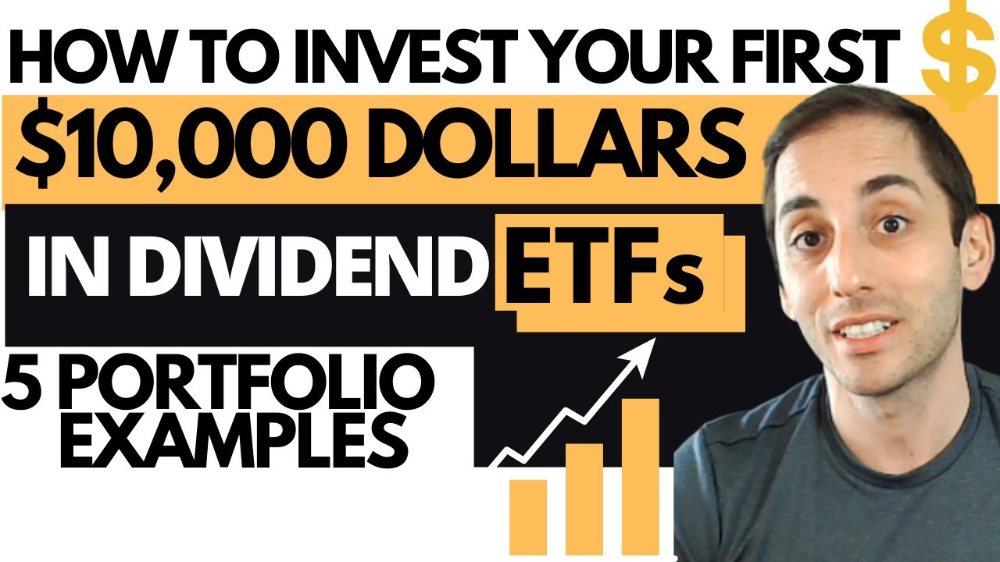 HOW TO INVEST YOUR FIRST $
$10,000 DOLLARS
IN DIVIDEND ETFs
5 PORTFOLIO
EXAMPLES